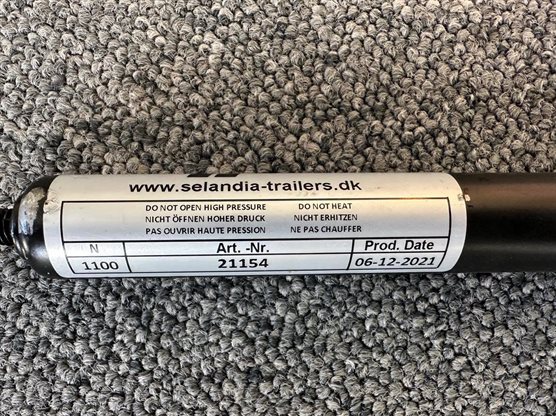 www.selandia-trailers.dk
DO NOT OPEN HIGH PRESSURE DO NOT HEAT
NICHT ÖFFNEN HOHER DRUCK NICHT ERHITZEN
PAS OUVRIR HAUTE PRESSION NE PAS CHAUFFER
N Art. -Nr. Prod. Date
1100 21154 06-12-2021